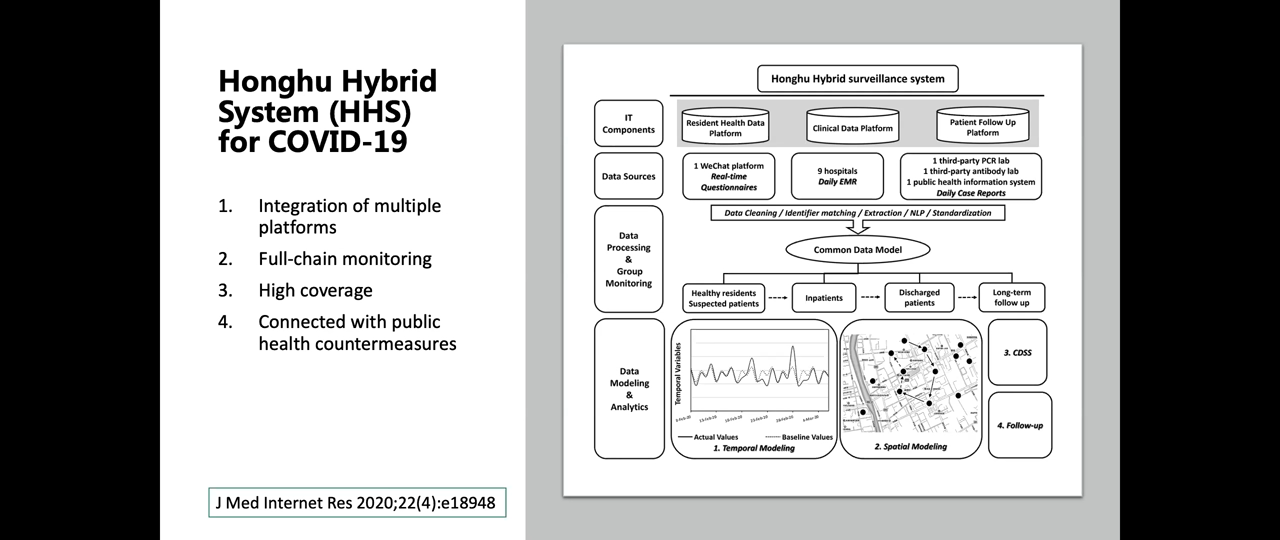 Honghu Hybrid
System (HHS)
for COVID-19
1. Integration of multiple
platforms
2. Full-chain monitoring
3. High coverage
4. Connected with public
health countermeasures
J Med Internet Res 2020;22(4):e18948
Honghu Hybrid surveillance system
IT
Components
Resident Health Data
Platform
Clinical Data Platform
Patient Follow Up
Platform
Data Sources
1 WeChat platform
Real-time
Questionnaires
9 hospitals
Daily EMR
1 third-party PCR lab
1 third-party antibody lab
1 public health information system
Daily Case Reports
Data
Processing
&
Group
Monitoring
Data Cleaning / Identifier matching / Extraction / NLP / Standardization
Common Data Model
Healthy residents
Suspected patients
Inpatients
Discharged
patients
Long-term
follow up
Data
Modeling
&
Analytics
Temporal Variables
Actual Values
Baseline Values
1. Temporal Modeling
2. Spatial Modeling
3. CDSS
4. Follow-up